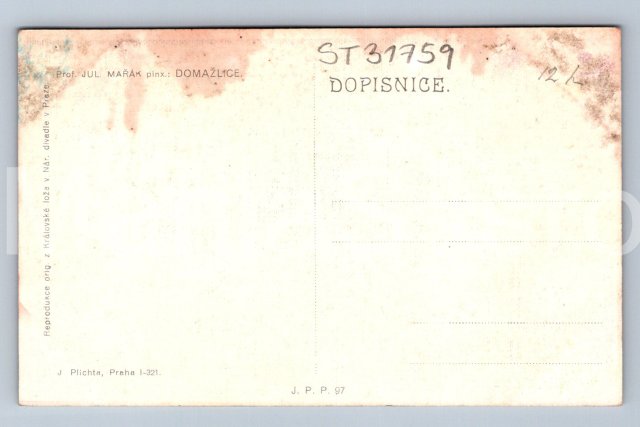 ST31759
12 k
Prof. JUL. MAŘÁK pinx.: DOMAŽLICE.
DOPISNICE.
Reprodukce orig. z Královské lože v Nár. divadle v Praze.
J Plichta, Praha I-321.
J. P. P. 97